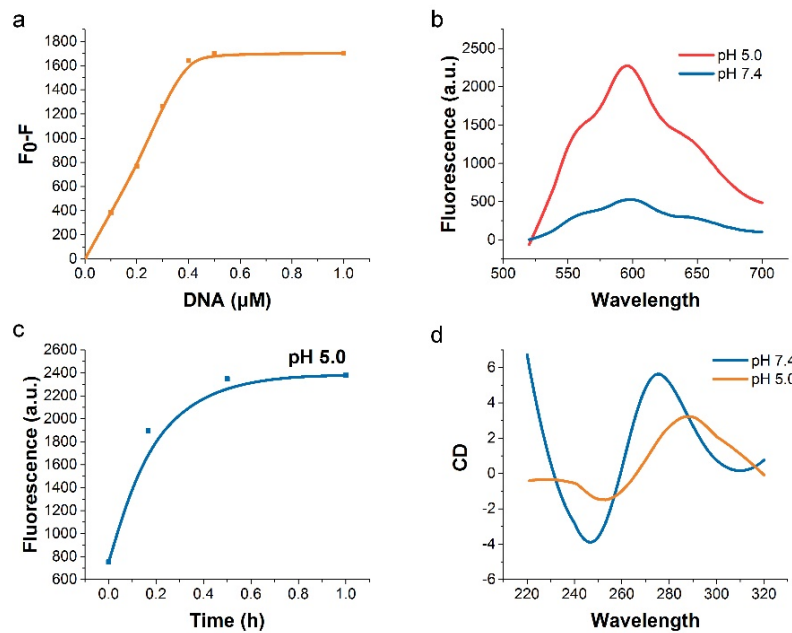 a
1800
1600
1400
1200
1000
800
600
400
200
0
0.0 0.2 0.4 0.6 0.8 1.0
F0-F
DNA (μM)
b
pH 5.0
pH 7.4
2500
2000
1500
1000
500
0
500 550 600 650 700
Fluorescence (a.u.)
Wavelength
c
pH 5.0
2600
2400
2200
2000
1800
1600
1400
1200
1000
800
600
0.0 0.2 0.4 0.6 0.8 1.0
Fluorescence (a.u.)
Time (h)
d
pH 7.4
pH 5.0
6
4
2
0
-2
-4
-6
220 240 260 280 300 320
CD
Wavelength